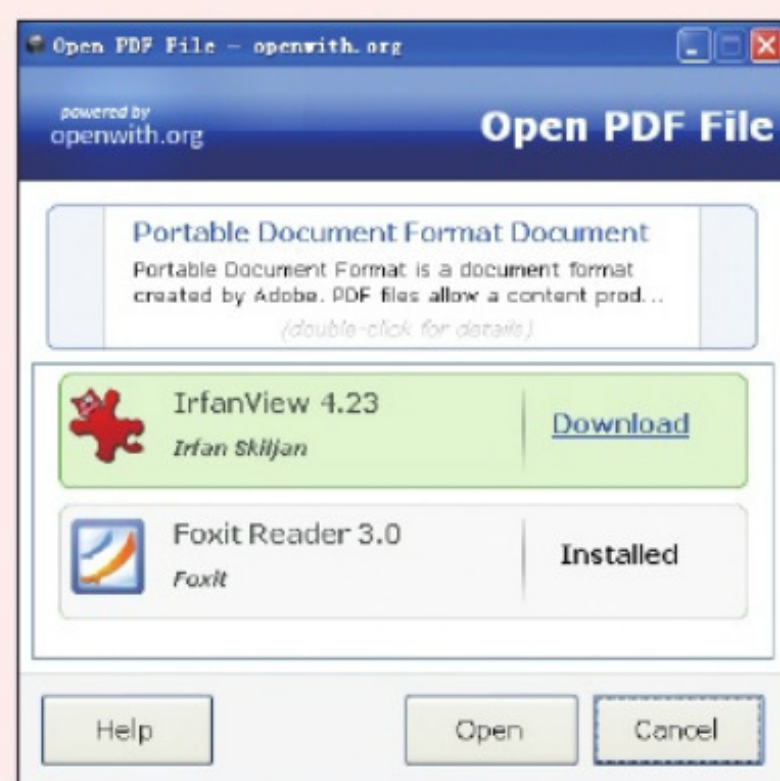 Open PDF File - openwith.org
powered by
openwith.org
Open PDF File
Portable Document Format Document
Portable Document Format is a document format
created by Adobe. PDF files allow a content prod...
(double-click for details)
IrfanView 4.23
Irfan Skiljan
Download
Foxit Reader 3.0
Foxit
Installed
Help
Open
Cancel